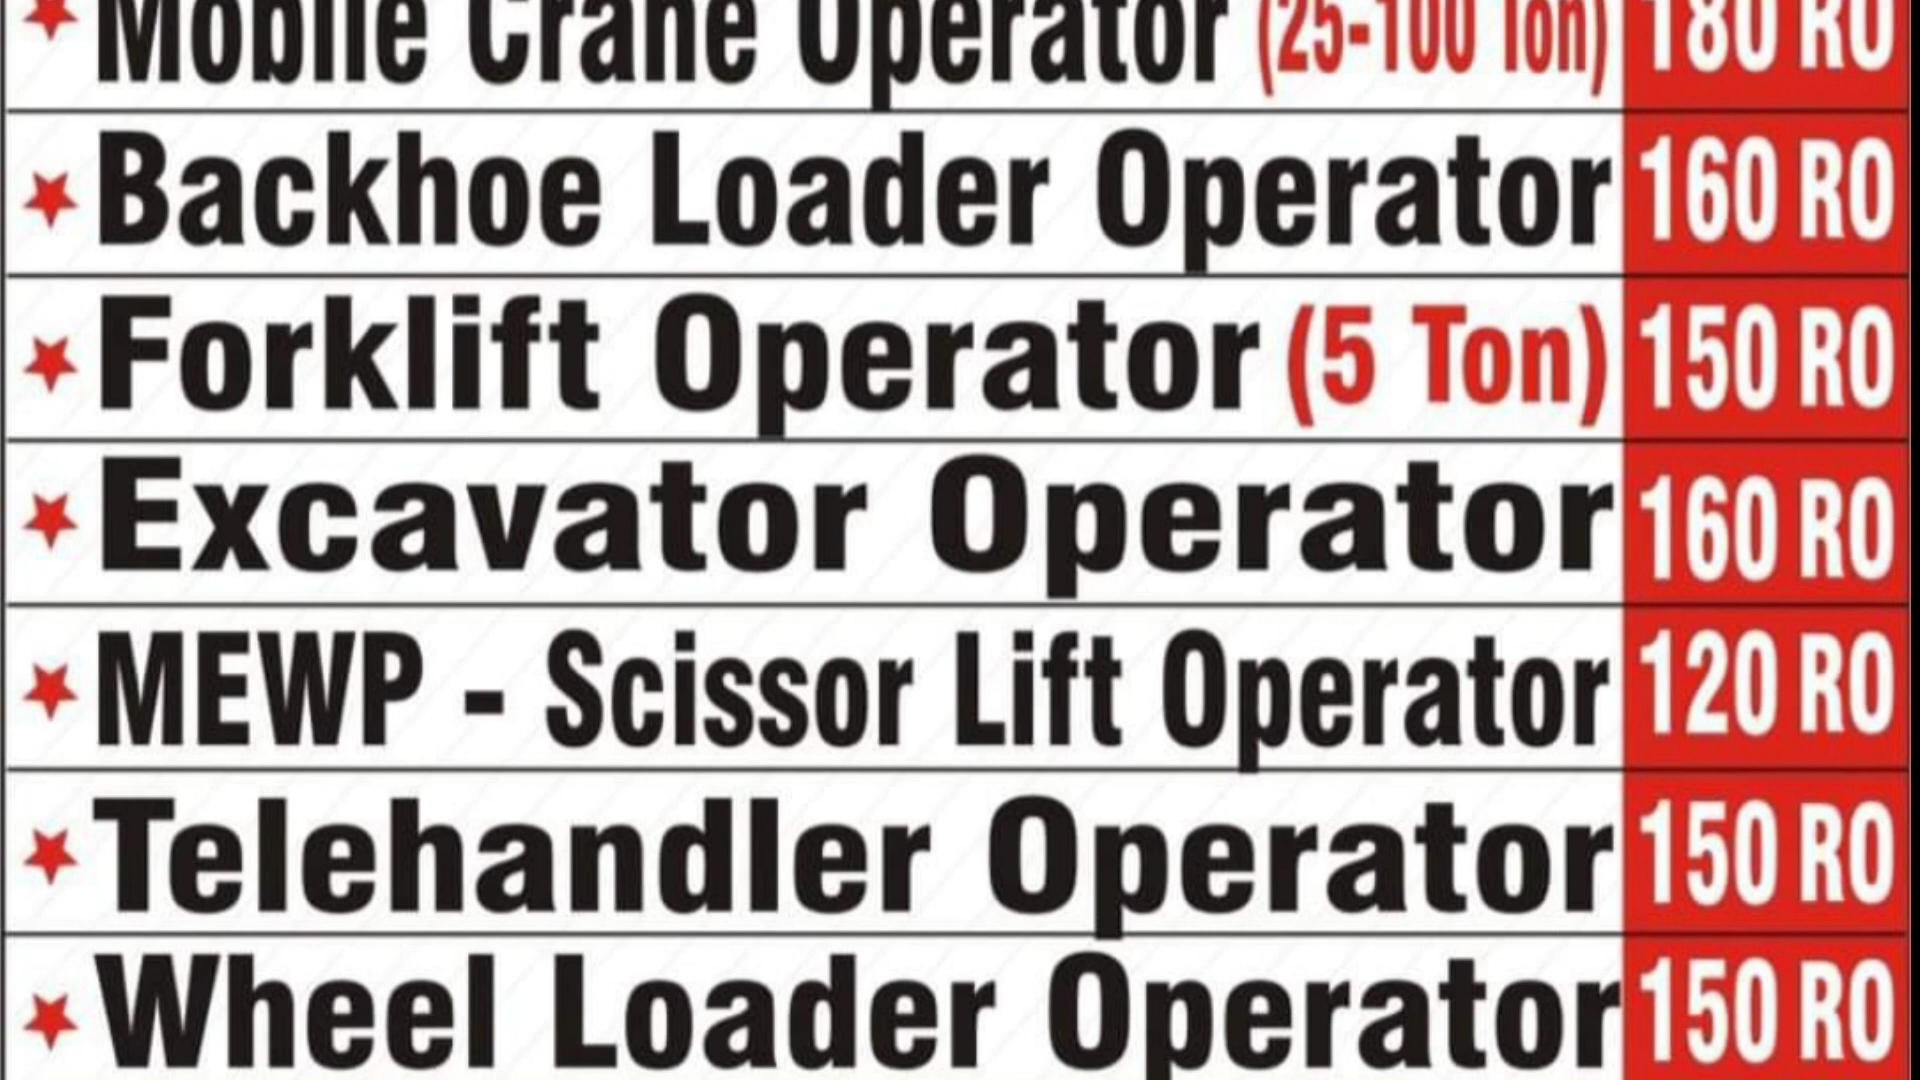 Mobile Crane Operator (25-100 Ton) 180 RO
Backhoe Loader Operator 160 RO
Forklift Operator (5 Ton) 150 RO
Excavator Operator 160 RO
MEWP - Scissor Lift Operator 120 RO
Telehandler Operator 150 RO
Wheel Loader Operator 150 RO